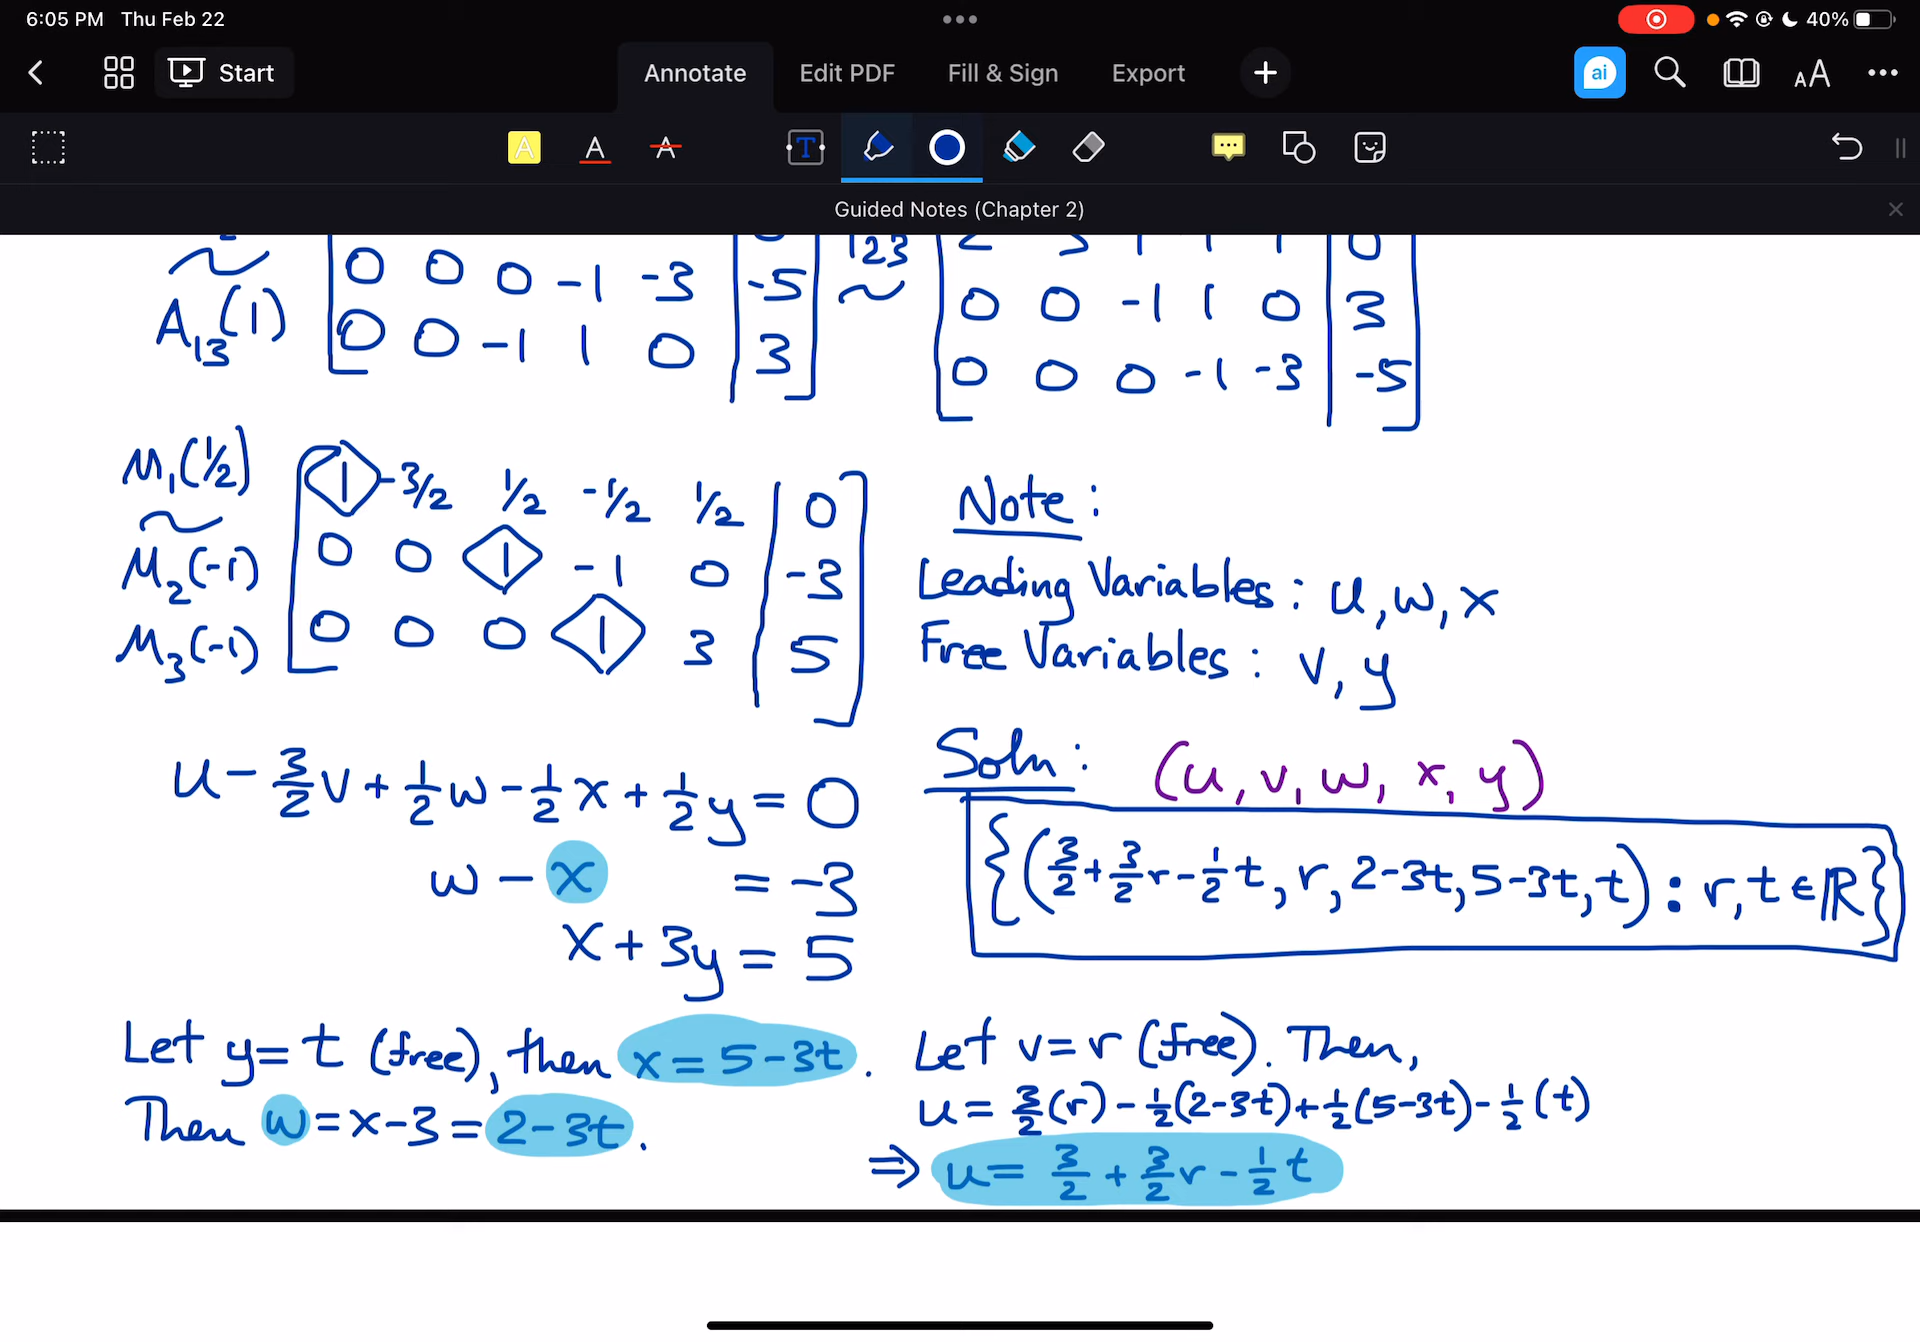 6:05 PM Thu Feb 22
40%
Start
Annotate
Edit PDF
Fill & Sign
Export
ai
AA
A A A T
Guided Notes (Chapter 2)
0 0 0 -1 -3 | -5
A₁₃(1)
0 0 -1 1 0 | 3
123
0 0 -1 1 0 | 3
0 0 0 -1 -3 | -5
M₁(½)
~
M₂(-1)
M₃(-1)
1 -3/2 1/2 -1/2 1/2 | 0
0 0 1 -1 0 | -3
0 0 0 1 3 | 5
Note:
Leading Variables: u, w, x
Free Variables: v, y
u - 3/2 v + 1/2 w - 1/2 x + 1/2 y = 0
w - x = -3
x + 3y = 5
Soln: (u, v, w, x, y)
{(3/2 + 3/2 r - 1/2 t, r, 2-3t, 5-3t, t) : r, t ∈ ℝ}
Let y = t (free), then x = 5-3t.
Then w = x-3 = 2-3t.
Let v = r (free). Then,
u = 3/2 (r) - 1/2 (2-3t) + 1/2 (5-3t) - 1/2 (t)
⇒ u = 3/2 + 3/2 r - 1/2 t